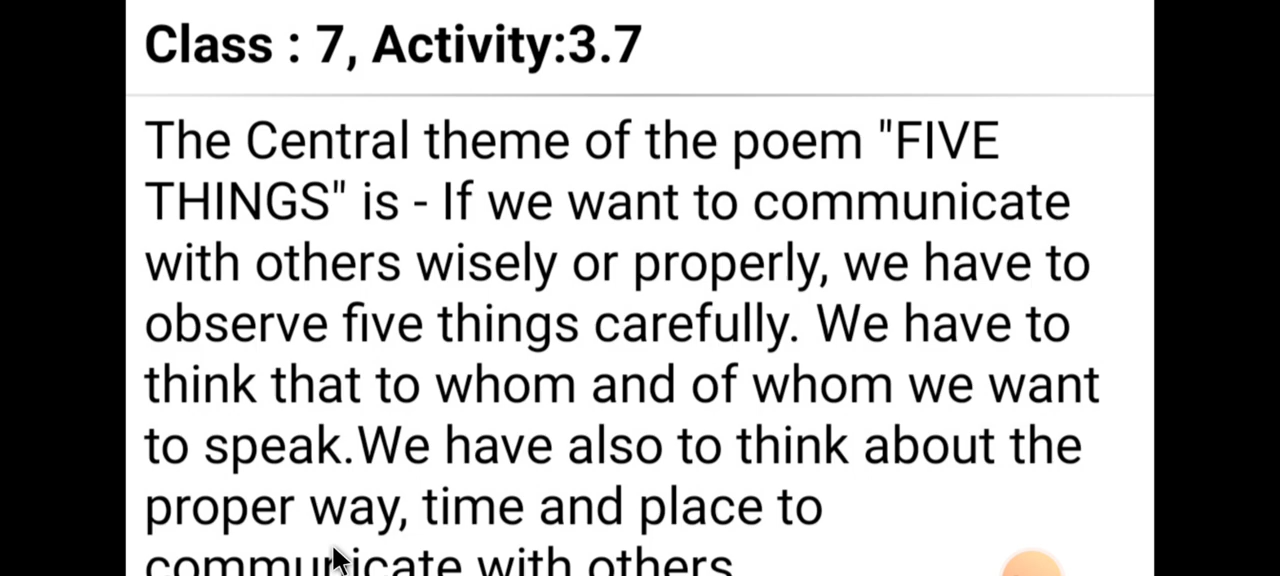 Class : 7, Activity:3.7
The Central theme of the poem "FIVE
THINGS" is - If we want to communicate
with others wisely or properly, we have to
observe five things carefully. We have to
think that to whom and of whom we want
to speak.We have also to think about the
proper way, time and place to
communicate with others